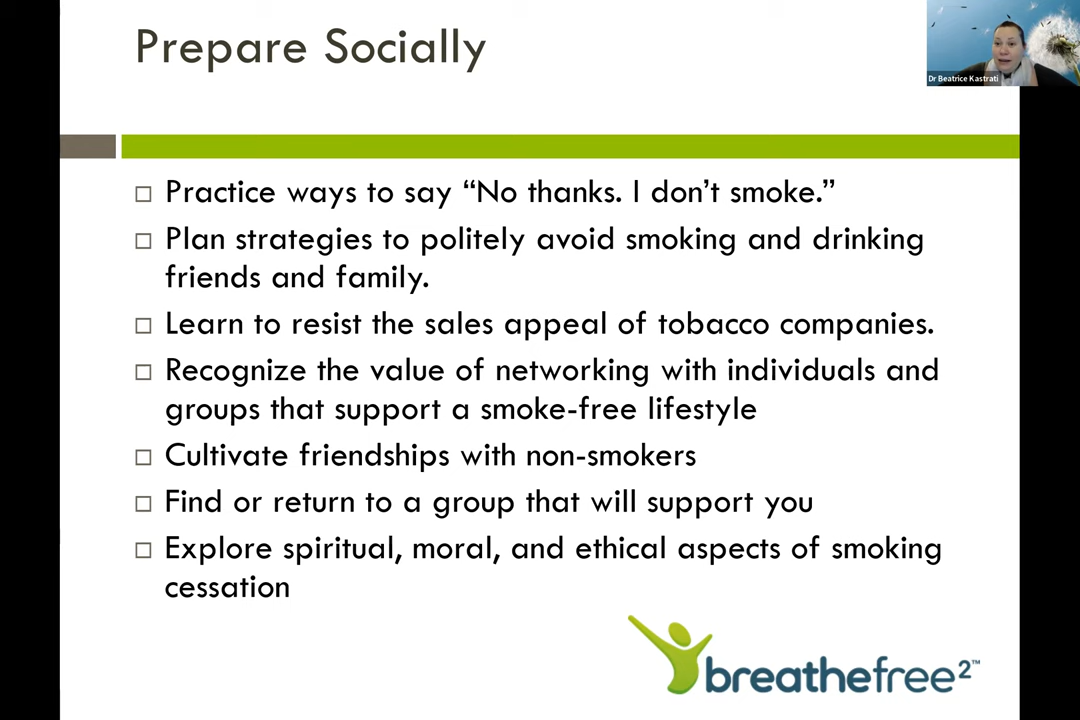 Prepare Socially
Dr Beatrice Kastrati
Practice ways to say “No thanks. I don’t smoke.”
Plan strategies to politely avoid smoking and drinking
friends and family.
Learn to resist the sales appeal of tobacco companies.
Recognize the value of networking with individuals and
groups that support a smoke-free lifestyle
Cultivate friendships with non-smokers
Find or return to a group that will support you
Explore spiritual, moral, and ethical aspects of smoking
cessation
breathefree2™